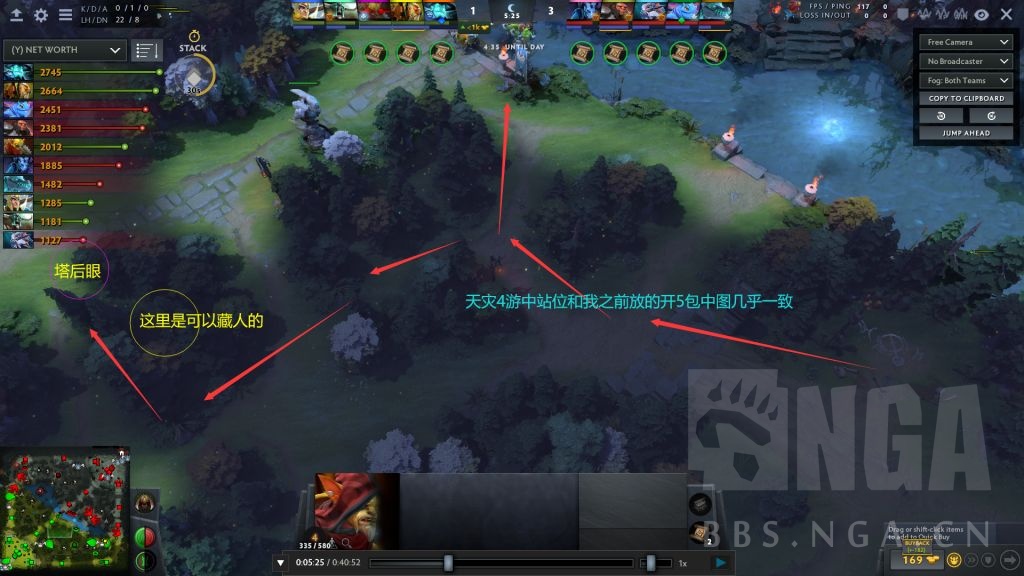 K/D/A 0 / 1 / 0
LH/DN 22 / 8
1
5:25
3
FPS / PING 117 0
LOSS IN/OUT 0 0
4:35 UNTIL DAY
(Y) NET WORTH
STACK
30s
2745
2664
2451
2381
2012
1885
1482
1285
1181
1127
Free Camera
No Broadcaster
Fog: Both Teams
COPY TO CLIPBOARD
JUMP AHEAD
塔后眼
这里是可以藏人的
天灾4游中站位和我之前放的开5包中图几乎一致
NGA
BBS.NGA.CN
4
335 / 580
Drag or shift-click items
to add to Quick Buy
BUYBACK
169
0:05:25 / 0:40:52
1x